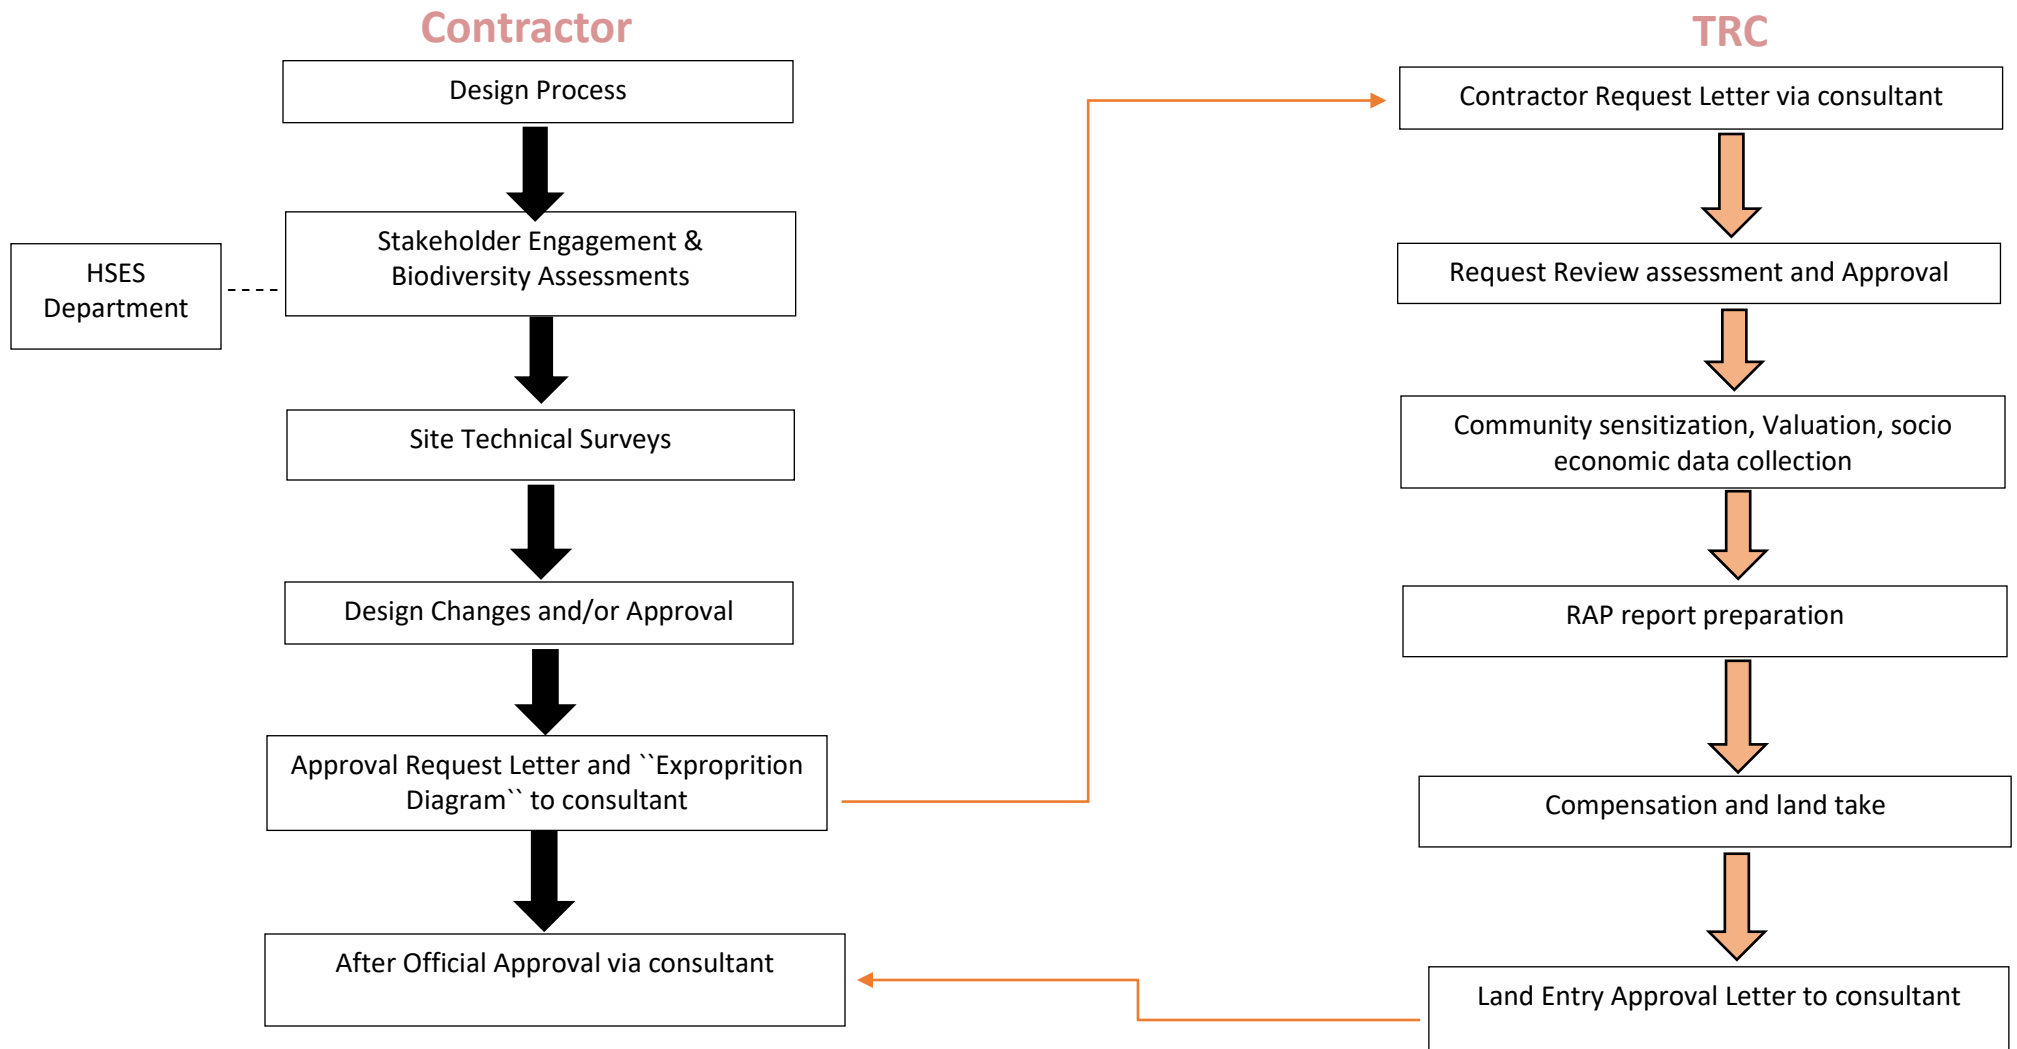 Contractor
Design Process
Stakeholder Engagement &
Biodiversity Assessments
HSES
Department
Site Technical Surveys
Design Changes and/or Approval
Approval Request Letter and ``Exproprition
Diagram`` to consultant
After Official Approval via consultant
TRC
Contractor Request Letter via consultant
Request Review assessment and Approval
Community sensitization, Valuation, socio
economic data collection
RAP report preparation
Compensation and land take
Land Entry Approval Letter to consultant